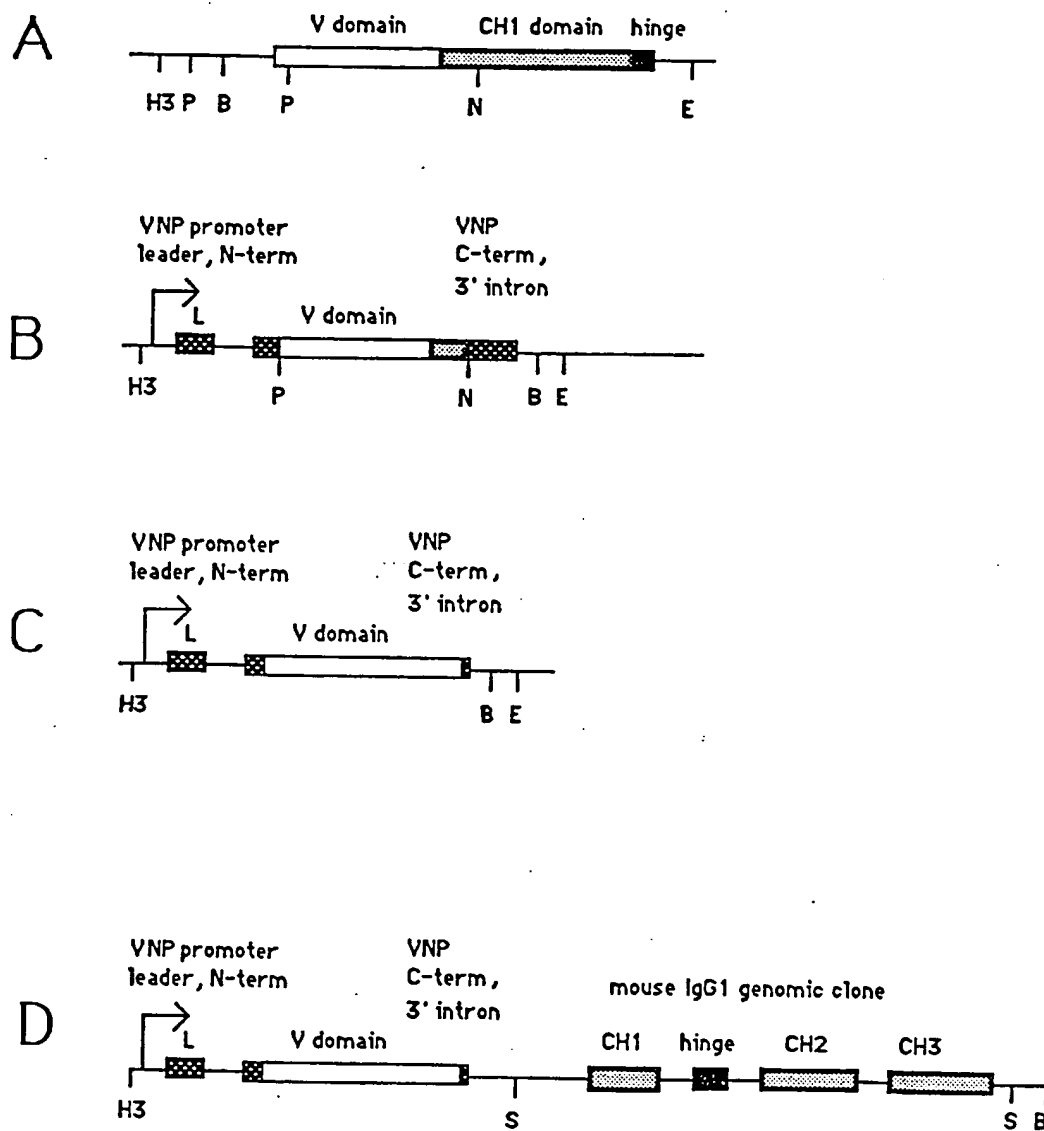 A
V domain CH1 domain hinge
H3 P B P N E
B
VNP promoter
leader, N-term
VNP
C-term,
3' intron
L
V domain
H3 P N B E
C
VNP promoter
leader, N-term
VNP
C-term,
3' intron
L
V domain
H3 B E
D
VNP promoter
leader, N-term
VNP
C-term,
3' intron
mouse IgG1 genomic clone
L
V domain CH1 hinge CH2 CH3
H3 S S B